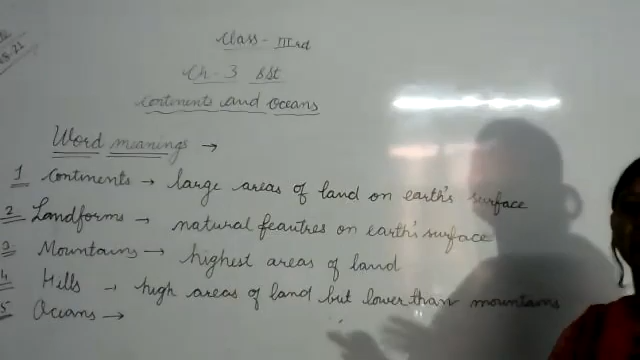 Class - IIIrd
Ch - 3 SSt
Continents and Oceans
Word meanings →
1 Continents → large areas of land on earth's surface
2 Landforms → natural feautres on earth's surface
3 Mountains → highest areas of land
4 Hills → high areas of land but lower than mountains
5 Oceans →